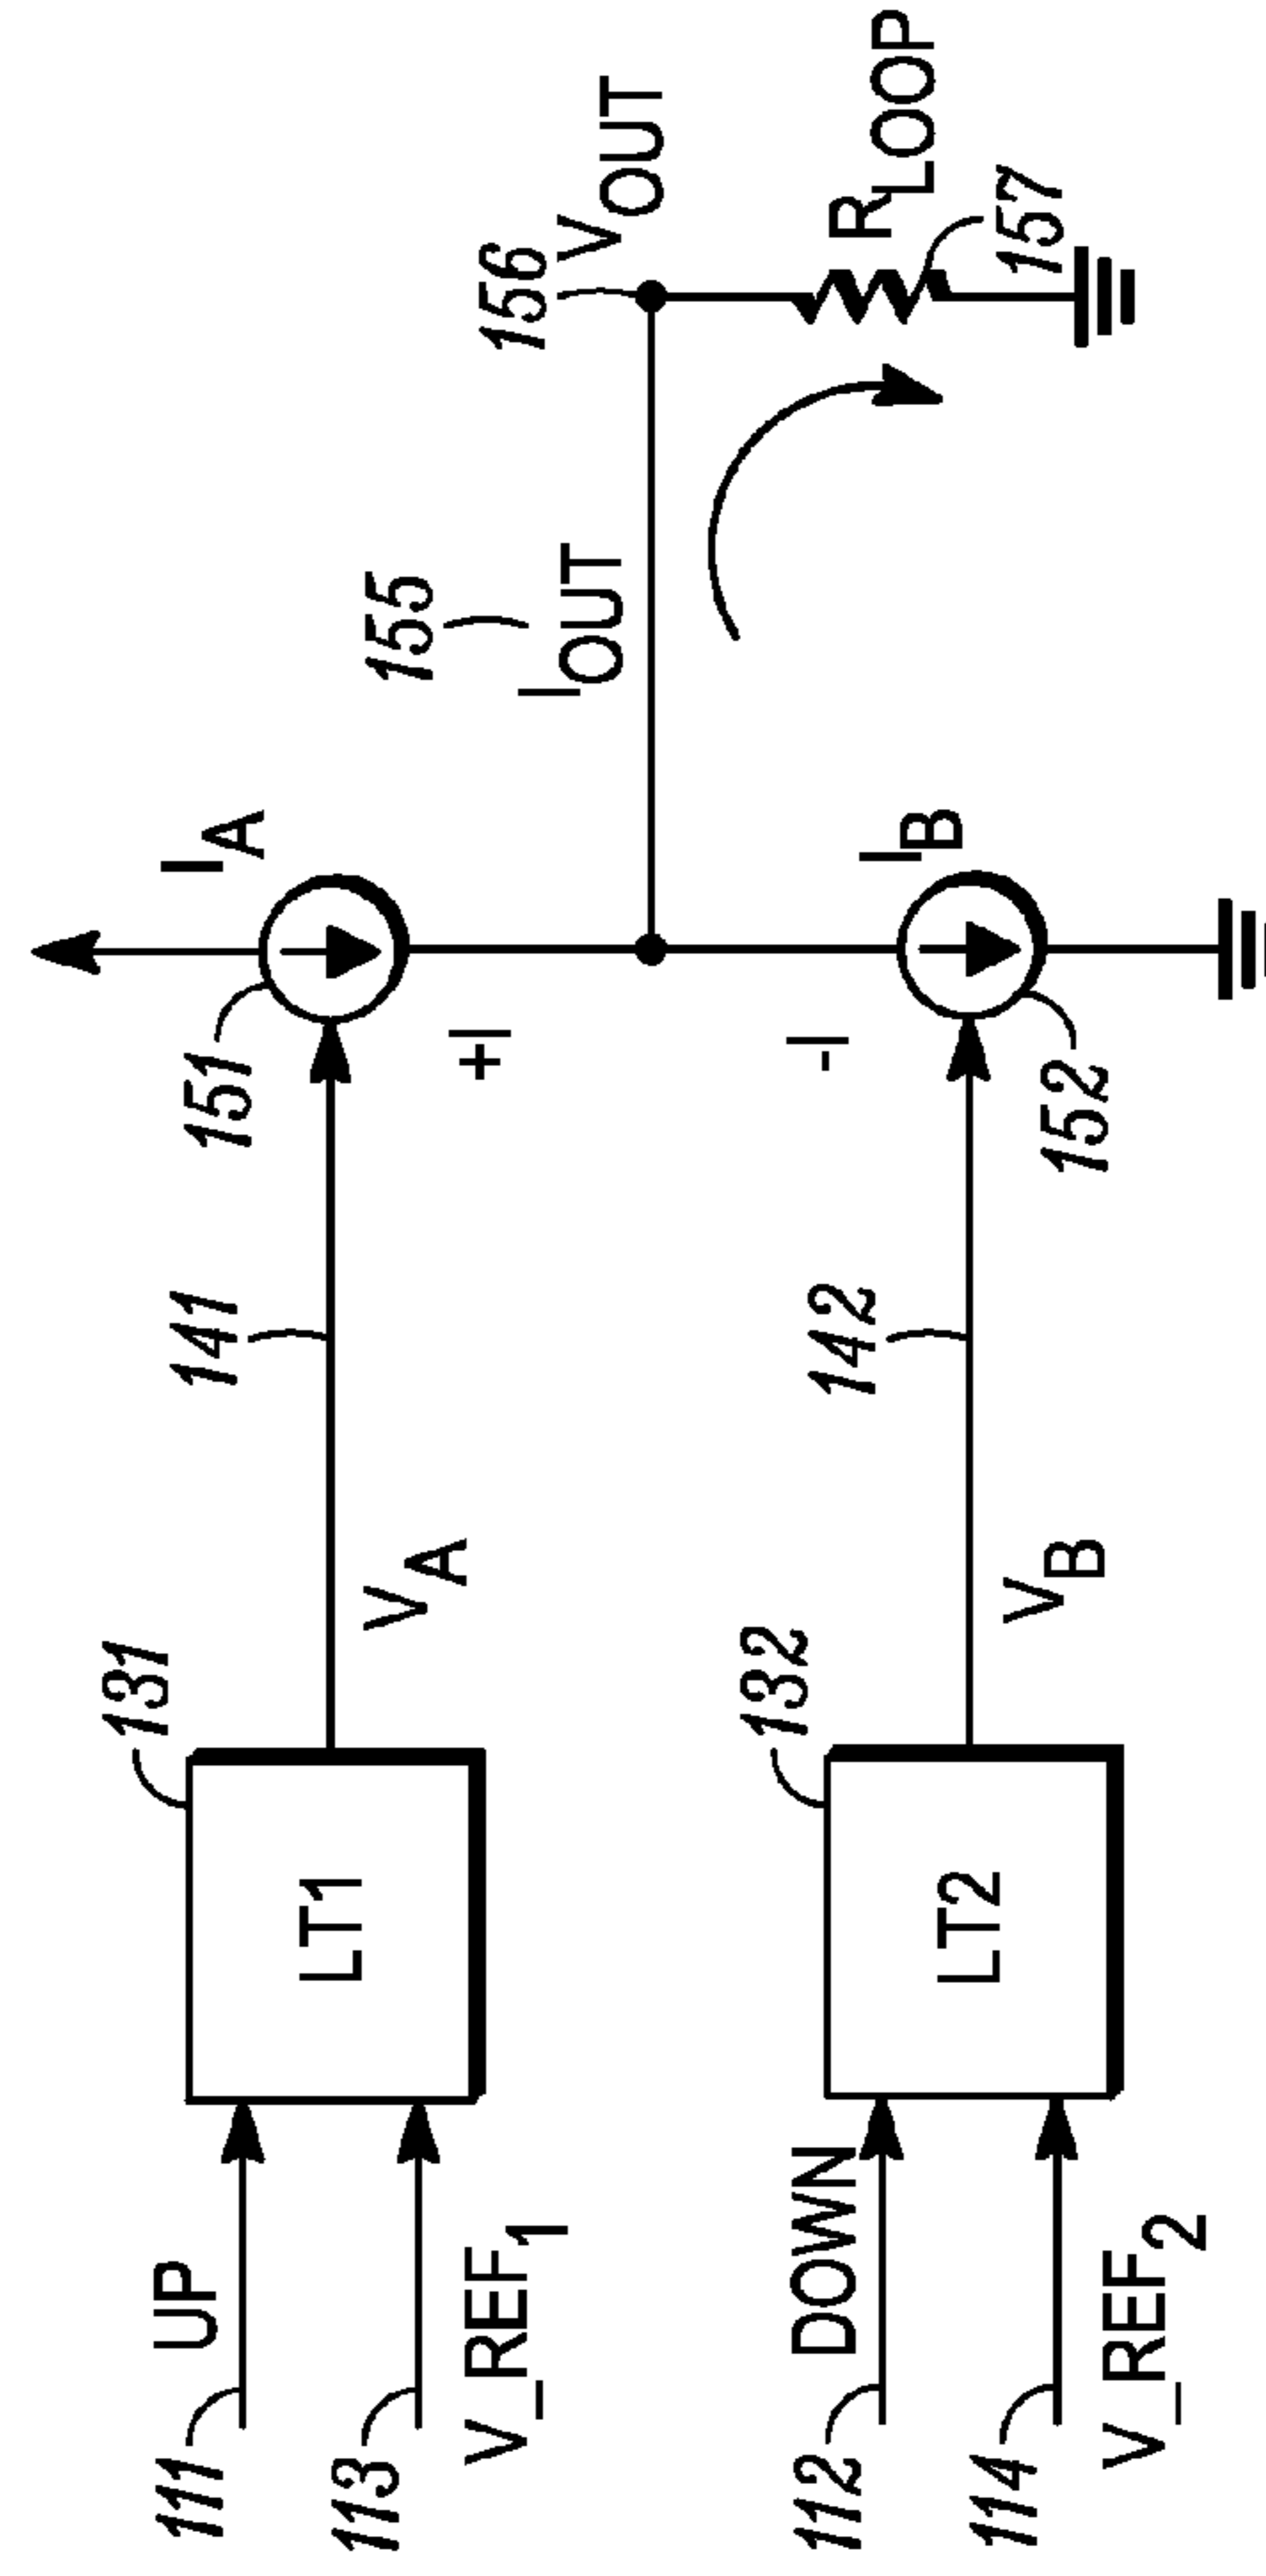 111
UP
113
V_REF1
LT1
131
VA
141
151
IA
+I
155
IOUT
156
VOUT
RLOOP
157
112
DOWN
114
V_REF2
LT2
132
VB
142
152
IB
-I